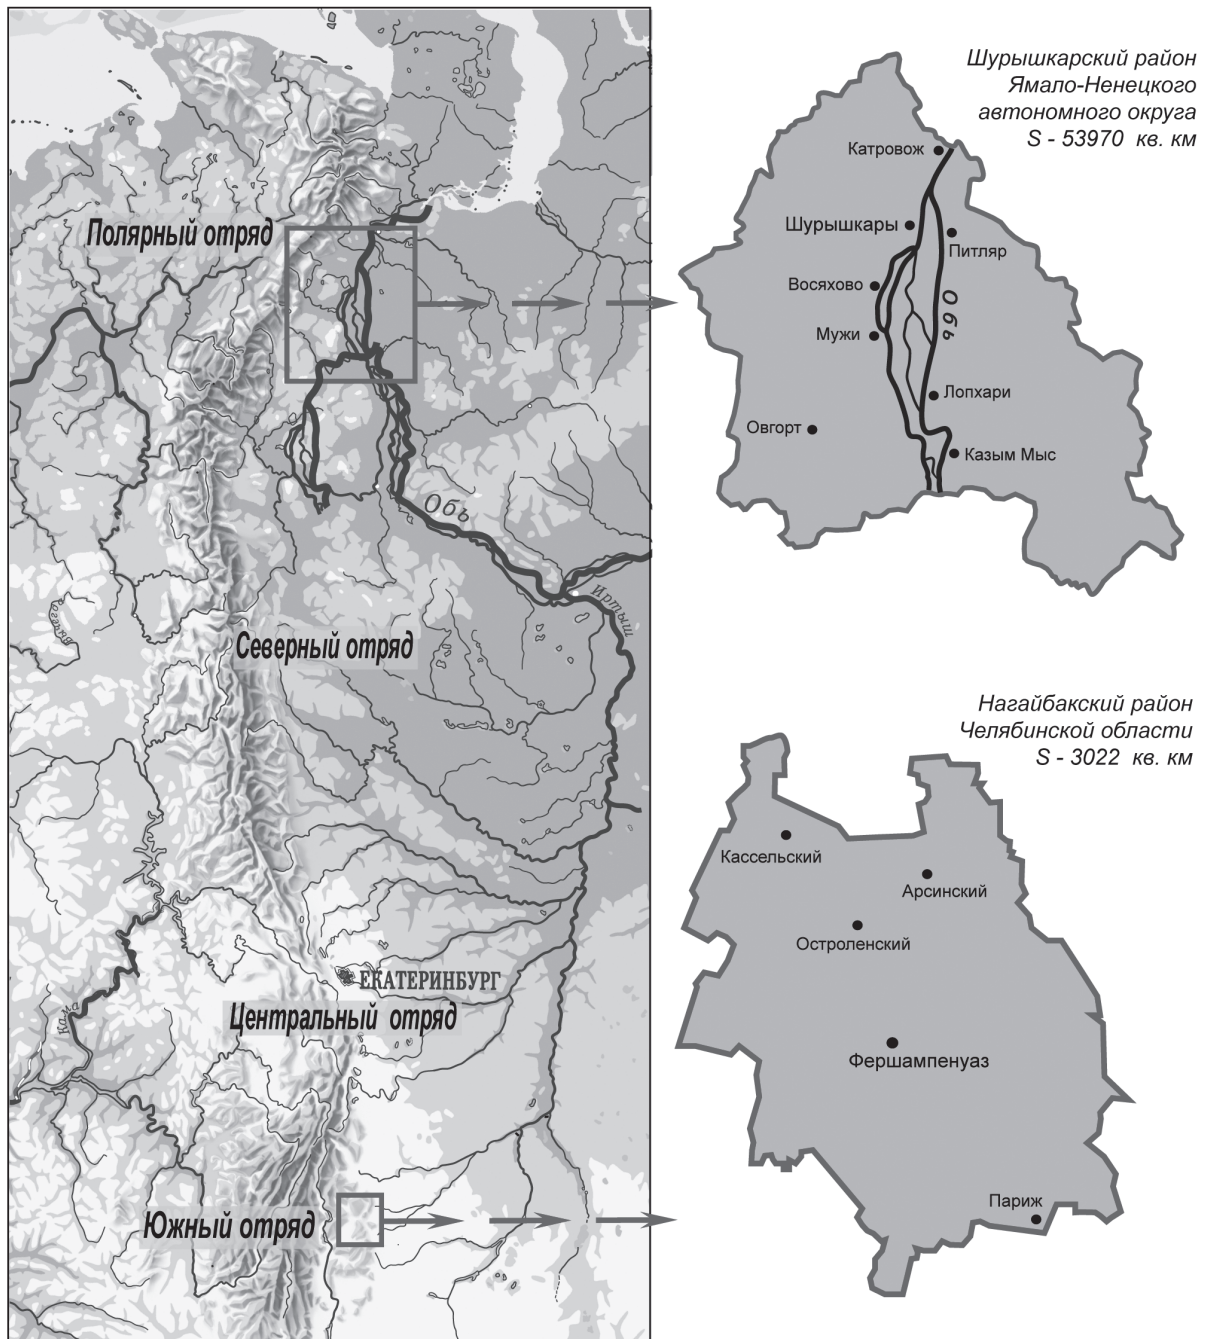 Полярный отряд
Обь
Иртыш
Вычегда
Северный отряд
ЕКАТЕРИНБУРГ
Центральный отряд
Кама
Южный отряд
Шурышкарский район
Ямало-Ненецкого
автономного округа
S - 53970 кв. км
Катровож
Шурышкары
Питляр
Восяхово
Обь
Мужи
Лопхари
Овгорт
Казым Мыс
Нагайбакский район
Челябинской области
S - 3022 кв. км
Кассельский
Арсинский
Остроленский
Фершампенуаз
Париж